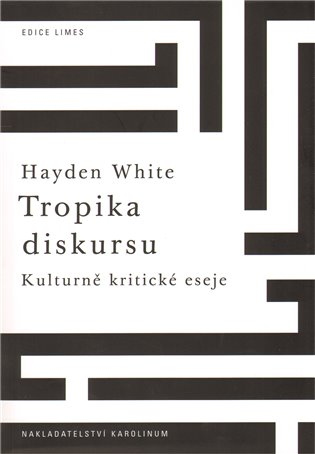 EDICE LIMES
Hayden White
Tropika
diskursu
Kulturně kritické eseje
NAKLADATELSTVÍ KAROLINUM